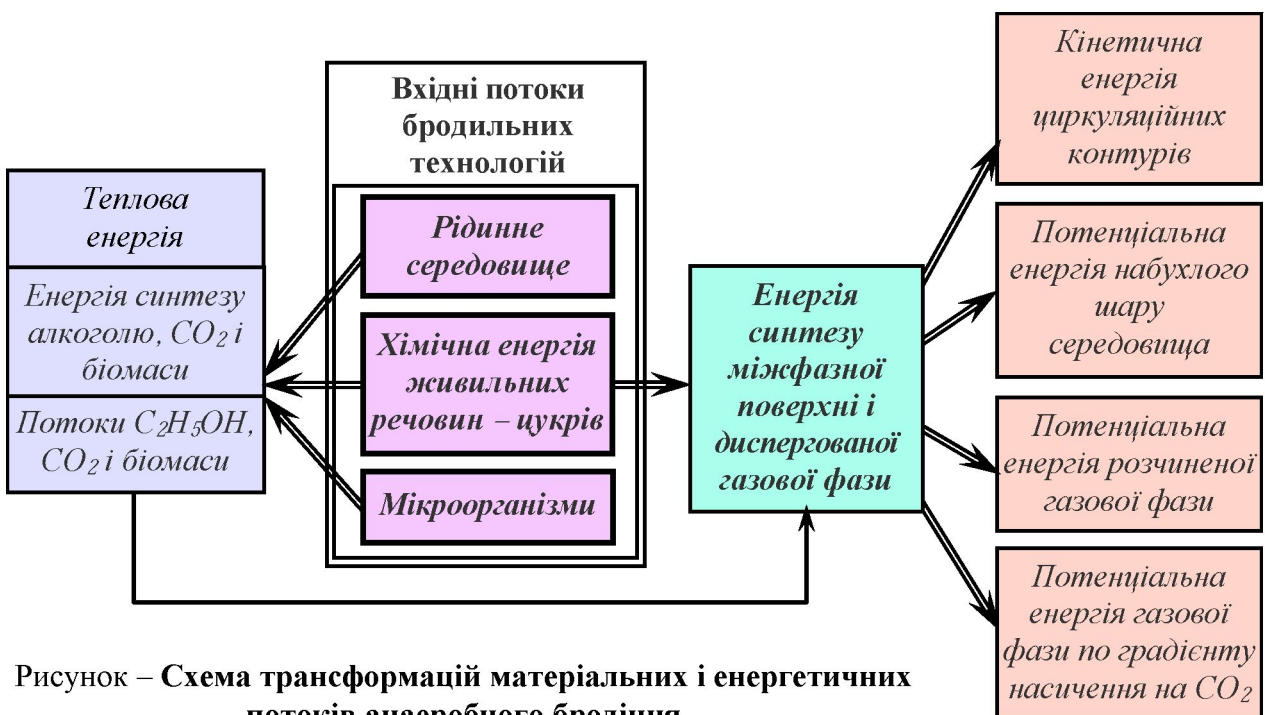 Теплова
енергія
Енергія синтезу
алкоголю, CO2 і
біомаси
Потоки C2H5OH,
CO2 і біомаси
Вхідні потоки
бродильних
технологій
Рідинне
середовище
Хімічна енергія
живильних
речовин – цукрів
Мікроорганізми
Енергія
синтезу
міжфазної
поверхні і
диспергованої
газової фази
Кінетична
енергія
циркуляційних
контурів
Потенціальна
енергія набухлого
шару
середовища
Потенціальна
енергія розчиненої
газової фази
Потенціальна
енергія газової
фази по градієнту
насичення на CO2
Рисунок – Схема трансформацій матеріальних і енергетичних
потоків анаеробного бродіння